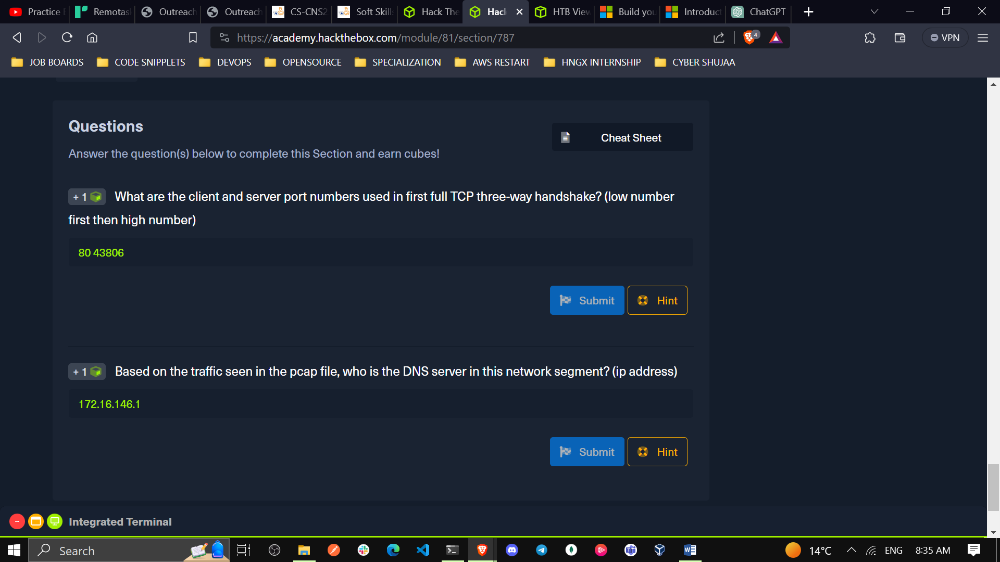 Practice
Remotas
Outreach
Outreach
CS-CNS2
Soft Skill
Hack The
Hac
HTB View
Build you
Introduct
ChatGPT
https://academy.hackthebox.com/module/81/section/787
4
VPN
JOB BOARDS
CODE SNIPPLETS
DEVOPS
OPENSOURCE
SPECIALIZATION
AWS RESTART
HNGX INTERNSHIP
CYBER SHUJAA
Questions
Cheat Sheet
Answer the question(s) below to complete this Section and earn cubes!
+ 1 What are the client and server port numbers used in first full TCP three-way handshake? (low number
first then high number)
80 43806
Submit
Hint
+ 1 Based on the traffic seen in the pcap file, who is the DNS server in this network segment? (ip address)
172.16.146.1
Submit
Hint
Integrated Terminal
Search
14°C
ENG
8:35 AM